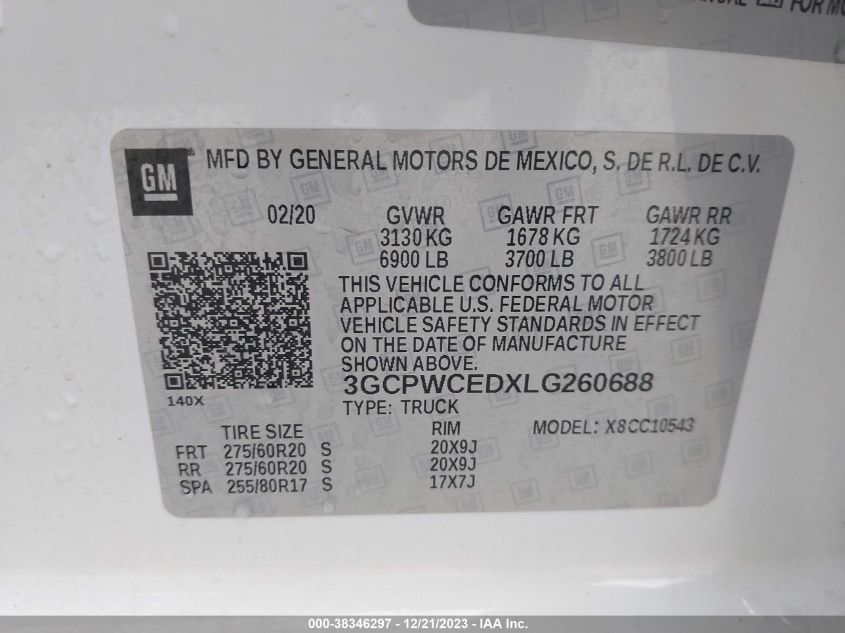 FOR
GM
MFD BY GENERAL MOTORS DE MEXICO, S. DE R.L. DE C.V.
02/20 GVWR GAWR FRT GAWR RR
3130 KG 1678 KG 1724 KG
6900 LB 3700 LB 3800 LB
THIS VEHICLE CONFORMS TO ALL
APPLICABLE U.S. FEDERAL MOTOR
VEHICLE SAFETY STANDARDS IN EFFECT
ON THE DATE OF MANUFACTURE
SHOWN ABOVE.
3GCPWCEDXLG260688
140X TYPE: TRUCK
TIRE SIZE RIM MODEL: X8CC10543
FRT 275/60R20 S 20X9J
RR 275/60R20 S 20X9J
SPA 255/80R17 S 17X7J
000-38346297 - 12/21/2023 - IAA Inc.